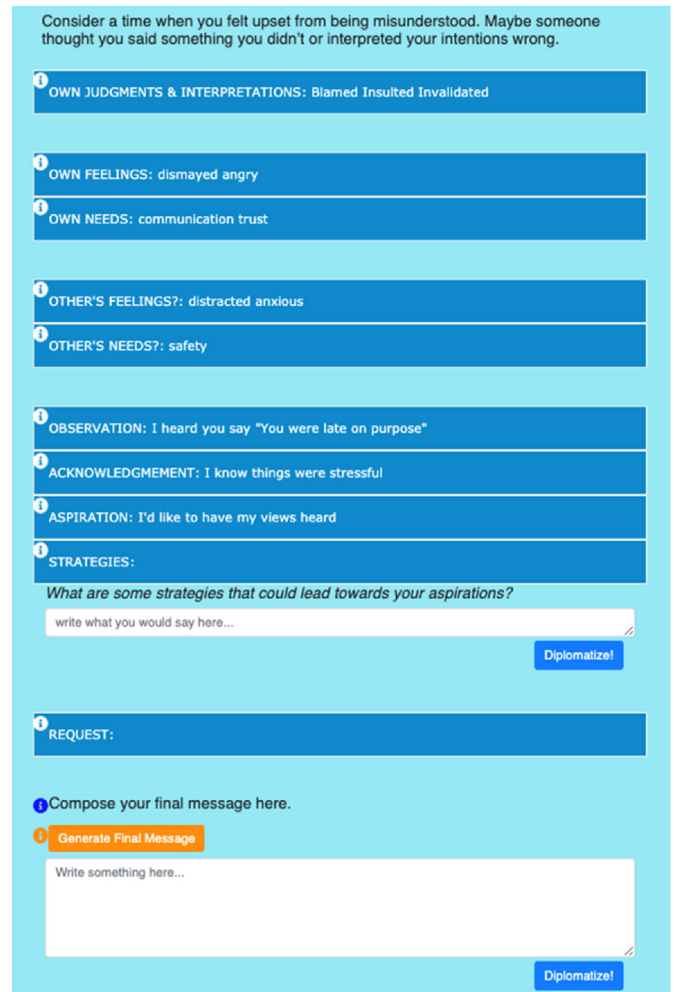 Consider a time when you felt upset from being misunderstood. Maybe someone
thought you said something you didn't or interpreted your intentions wrong.
OWN JUDGMENTS & INTERPRETATIONS: Blamed Insulted Invalidated
OWN FEELINGS: dismayed angry
OWN NEEDS: communication trust
OTHER'S FEELINGS?: distracted anxious
OTHER'S NEEDS?: safety
OBSERVATION: I heard you say "You were late on purpose"
ACKNOWLEDGMEMENT: I know things were stressful
ASPIRATION: I'd like to have my views heard
STRATEGIES:
What are some strategies that could lead towards your aspirations?
write what you would say here...
Diplomatize!
REQUEST:
Compose your final message here.
Generate Final Message
Write something here...
Diplomatize!